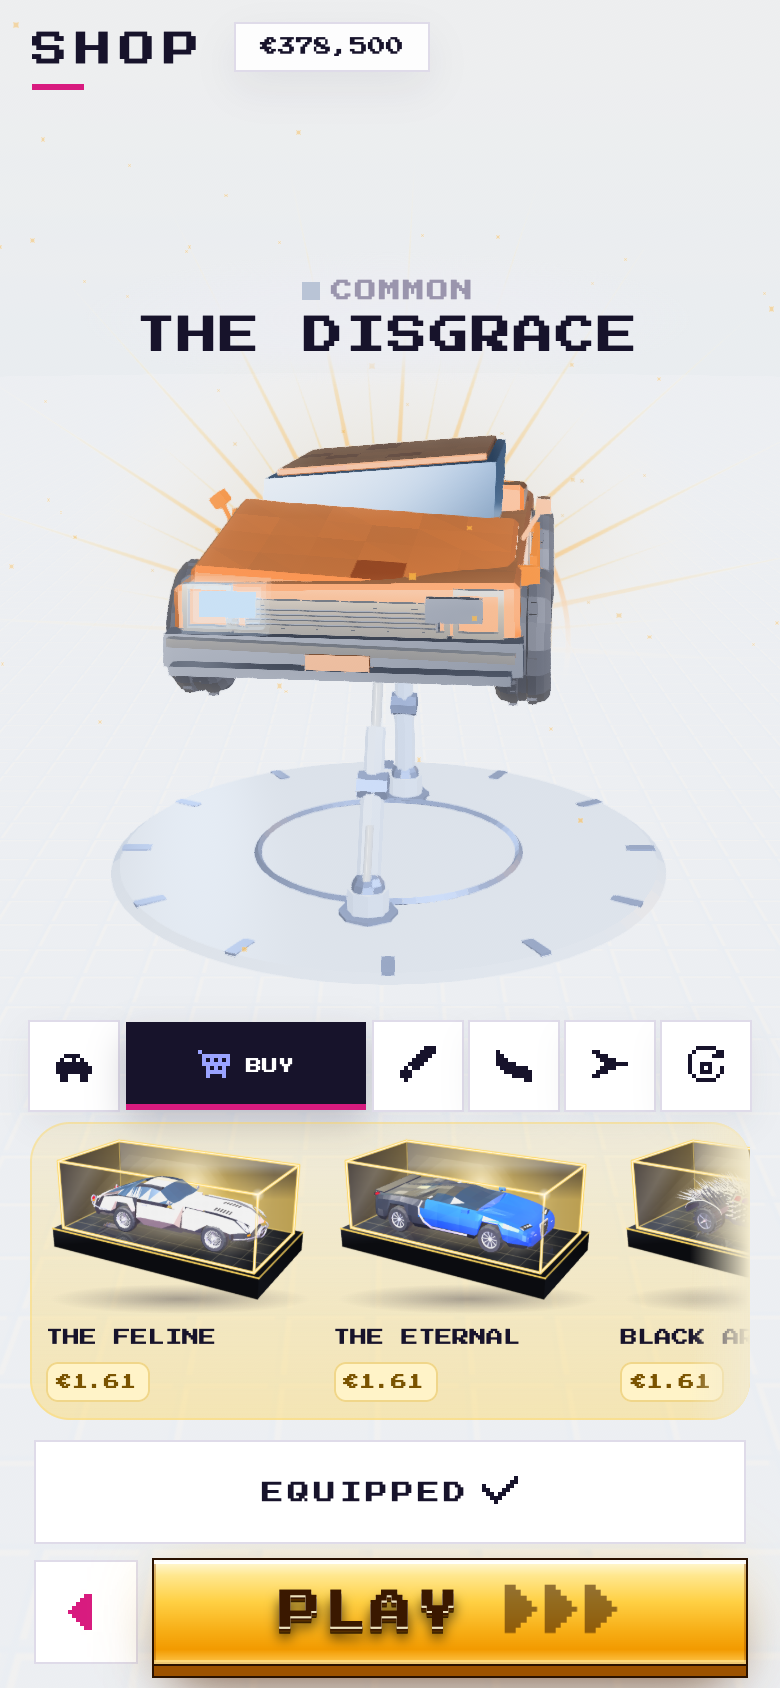 SHOP
€378,500
COMMON
THE DISGRACE
BUY
THE FELINE
THE ETERNAL
BLACK
€1.61
€1.61
€1.61
EQUIPPED
PLAY